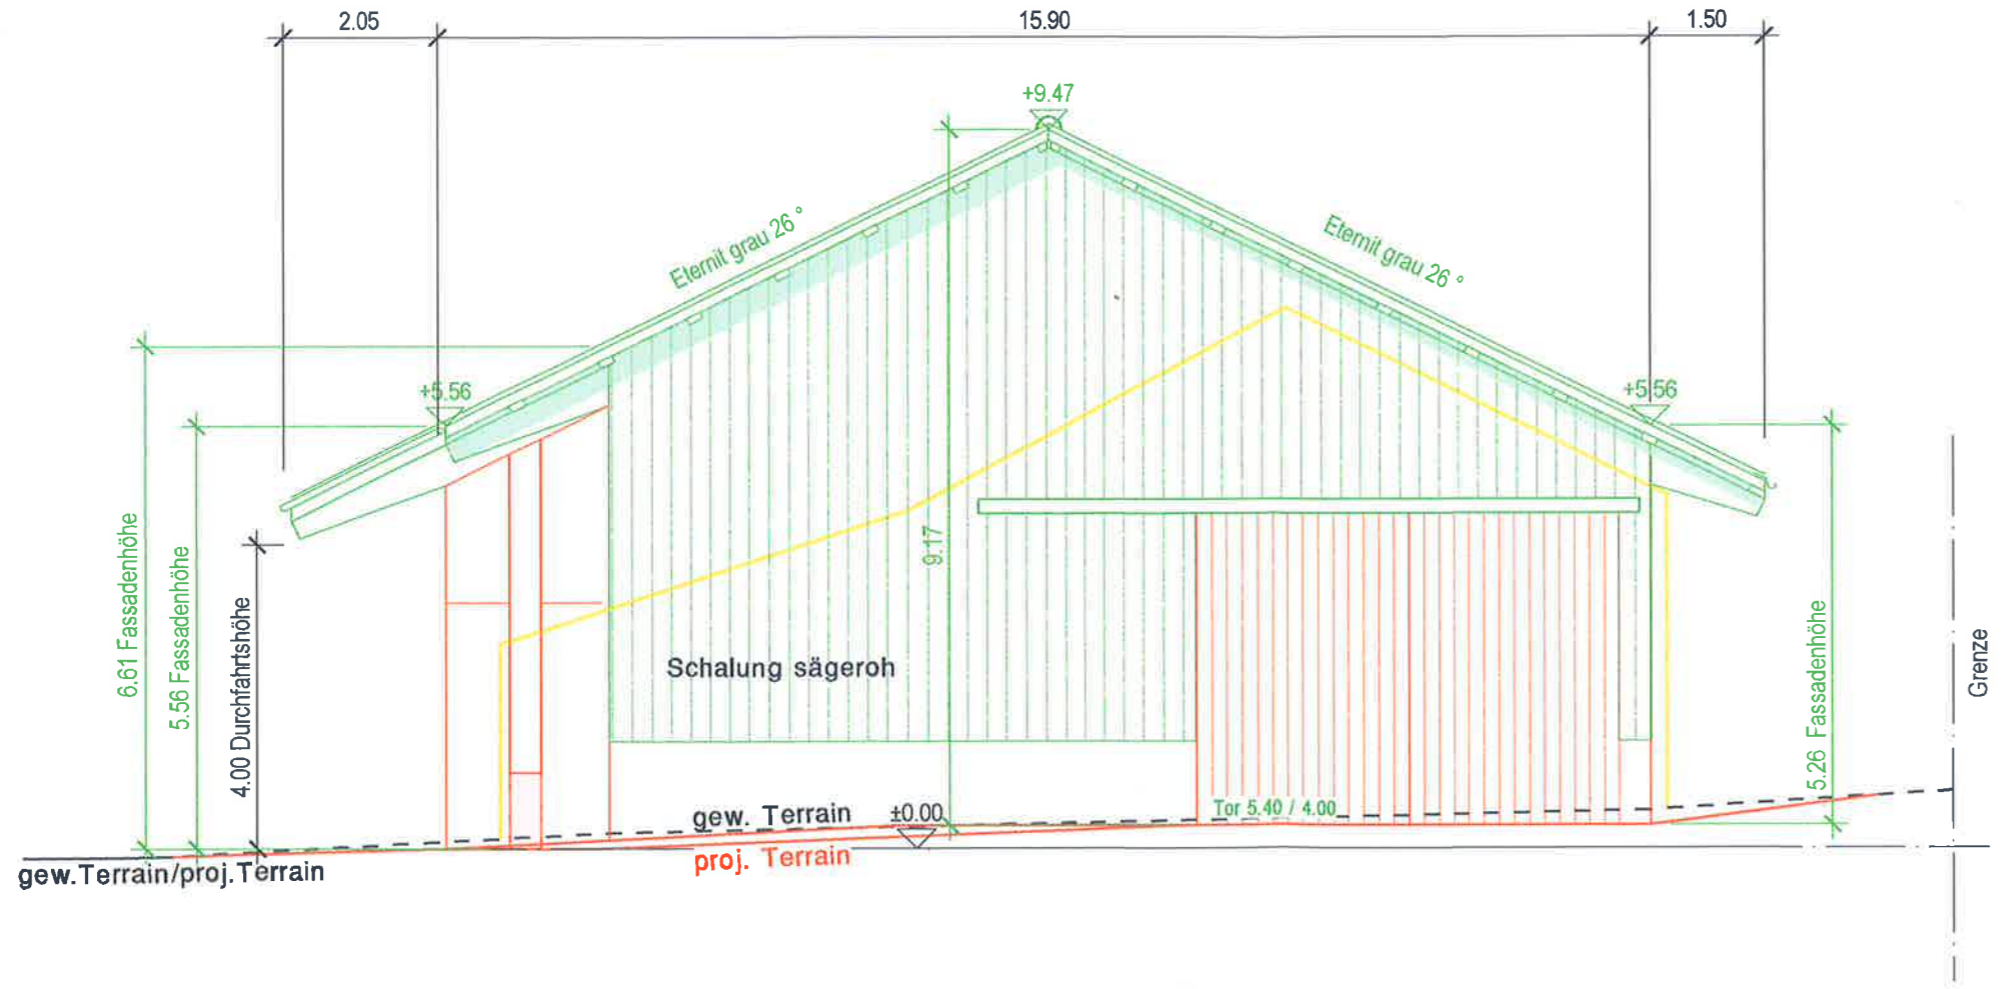 2.05
15.90
1.50
+9.47
Eternit grau 26 °
Eternit grau 26 °
+5.56
+5.56
6.61 Fassadenhöhe
5.56 Fassadenhöhe
4.00 Durchfahrtshöhe
9.17
5.26 Fassadenhöhe
Grenze
Schalung sägeroh
gew. Terrain
±0.00
Tor 5.40 / 4.00
proj. Terrain
gew.Terrain/proj.Terrain